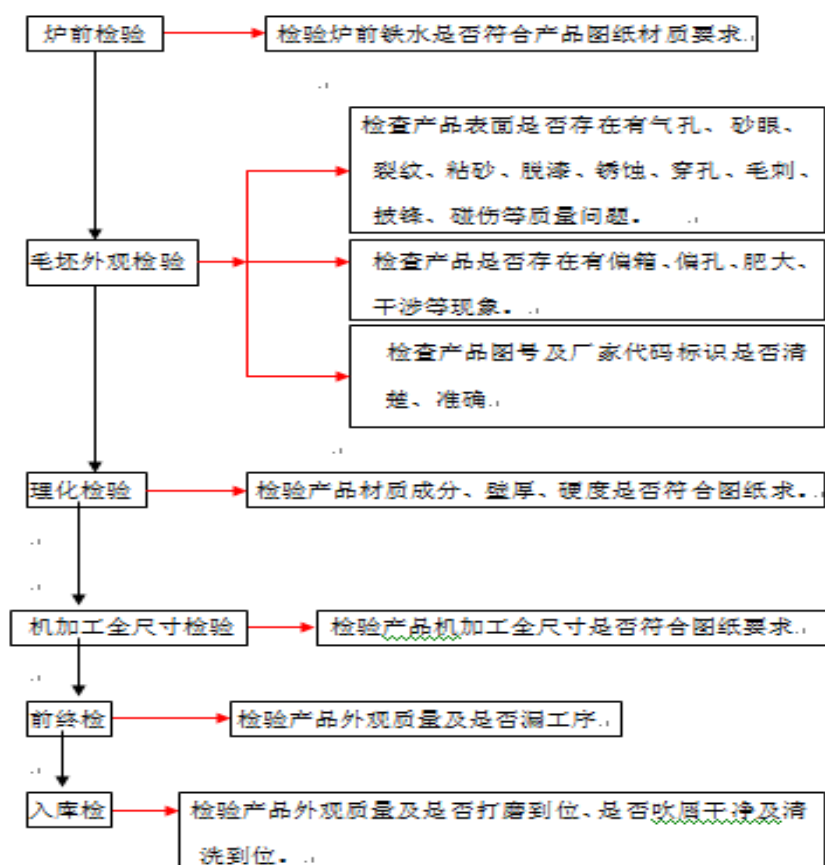 炉前检验
检验炉前铁水是否符合产品图纸材质要求.
检查产品表面是否存在有气孔、砂眼、
裂纹、粘砂、脱漆、锈蚀、穿孔、毛刺、
披锋、碰伤等质量问题。
毛坯外观检验
检查产品是否存在有偏箱、偏孔、肥大、
干涉等现象。
检查产品图号及厂家代码标识是否清
楚、准确.
理化检验
检验产品材质成分、壁厚、硬度是否符合图纸求。
机加工全尺寸检验
检验产品机加工全尺寸是否符合图纸要求.
前终检
检验产品外观质量及是否漏工序.
入库检
检验产品外观质量及是否打磨到位、是否吹屑干净及清
洗到位。